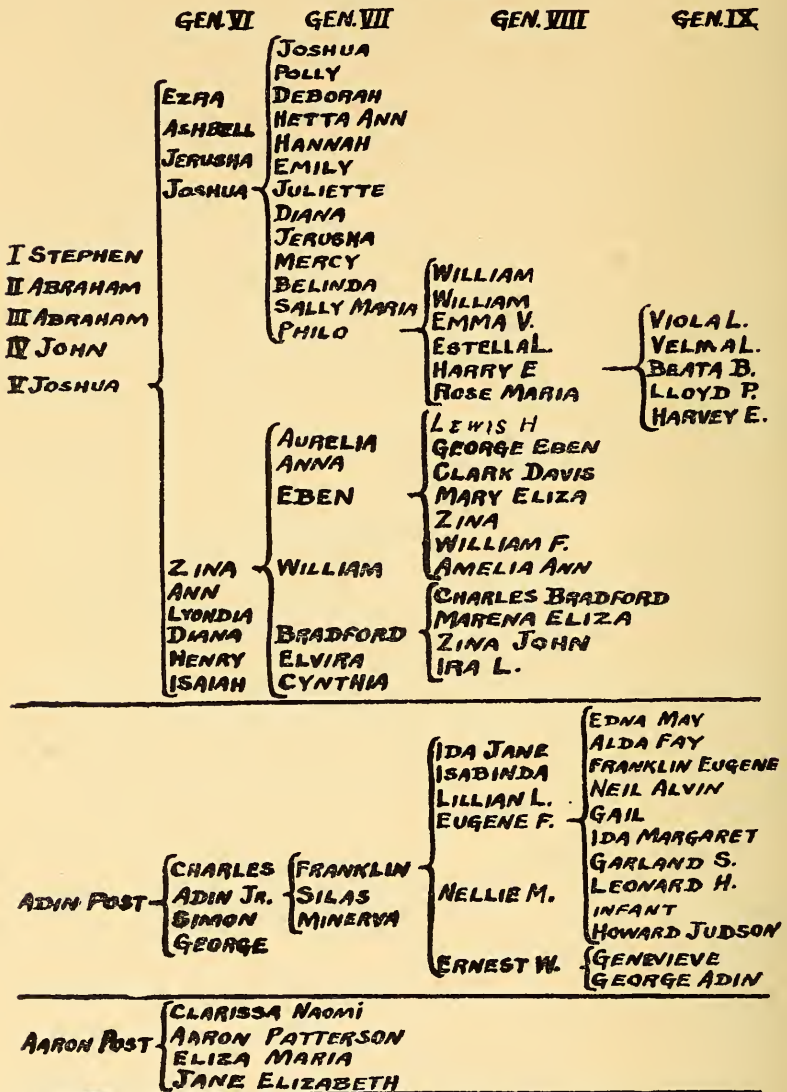 GEN. VI GEN. VII GEN. VIII GEN. IX
JOSHUA
POLLY
EZRA DEBORAH
ASHBELL HETTA ANN
JERUSHA HANNAH
JOSHUA EMILY
JULIETTE
DIANA
I STEPHEN JERUSHA
II ABRAHAM MERCY WILLIAM
III ABRAHAM BELINDA WILLIAM
IV JOHN SALLY MARIA EMMA V. VIOLA L.
V JOSHUA PHILO ESTELLA L. VELMA L.
HARRY E BEATA B.
ROSE MARIA LLOYD P.
HARVEY E.
AURELIA LEWIS H
ANNA GEORGE EBEN
EBEN CLARK DAVIS
MARY ELIZA
ZINA
ZINA WILLIAM WILLIAM F.
ANN AMELIA ANN
LYONDIA CHARLES BRADFORD
DIANA BRADFORD MARENA ELIZA
HENRY ELVIRA ZINA JOHN
ISAIAH CYNTHIA IRA L.
EDNA MAY
IDA JANE ALDA FAY
ISABINDA FRANKLIN EUGENE
LILLIAN L. NEIL ALVIN
EUGENE F. GAIL
IDA MARGARET
CHARLES FRANKLIN GARLAND S.
ADIN POST ADIN JR. SILAS NELLIE M. LEONARD H.
SIMON MINERVA INFANT
GEORGE HOWARD JUDSON
ERNEST W. GENEVIEVE
GEORGE ADIN
CLARISSA NAOMI
AARON POST AARON PATTERSON
ELIZA MARIA
JANE ELIZABETH